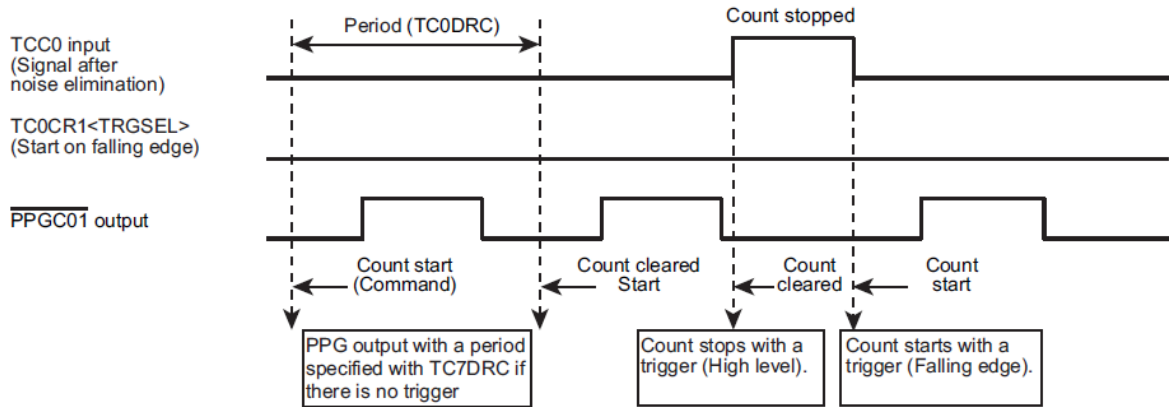 Period (TC0DRC)
Count stopped
TCC0 input
(Signal after
noise elimination)
TC0CR1<TRGSEL>
(Start on falling edge)
PPGC01 output
Count start
(Command)
Count cleared
Start
Count
cleared
Count
start
PPG output with a period
specified with TC7DRC if
there is no trigger
Count stops with a
trigger (High level).
Count starts with a
trigger (Falling edge).